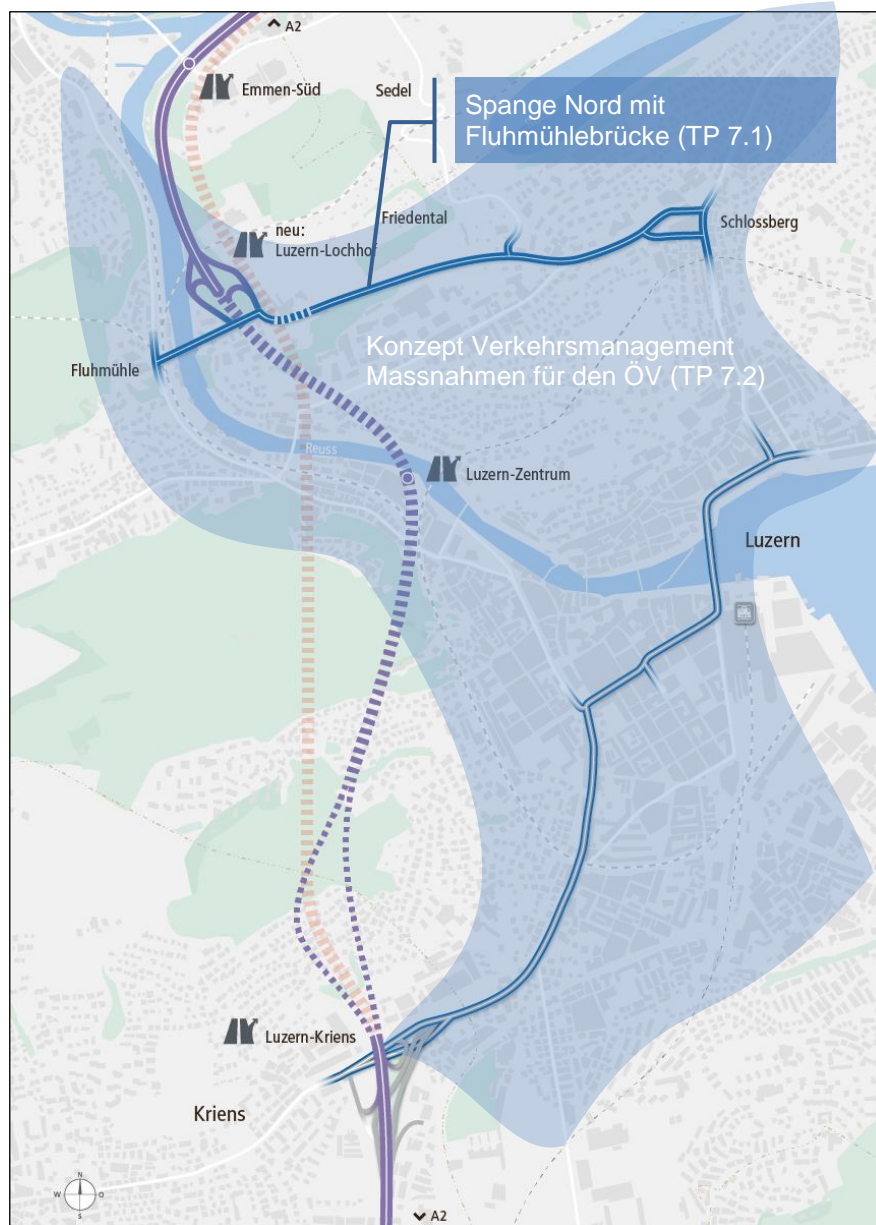 A2
Emmen-Süd
Sedel
Spange Nord mit
Fluhmühlebrücke (TP 7.1)
Friedental
Schlossberg
neu:
Luzern-Lochhof
Fluhmühle
Konzept Verkehrsmanagement
Massnahmen für den ÖV (TP 7.2)
Reuss
Luzern-Zentrum
Luzern
Luzern-Kriens
Kriens
N
W O
S
A2